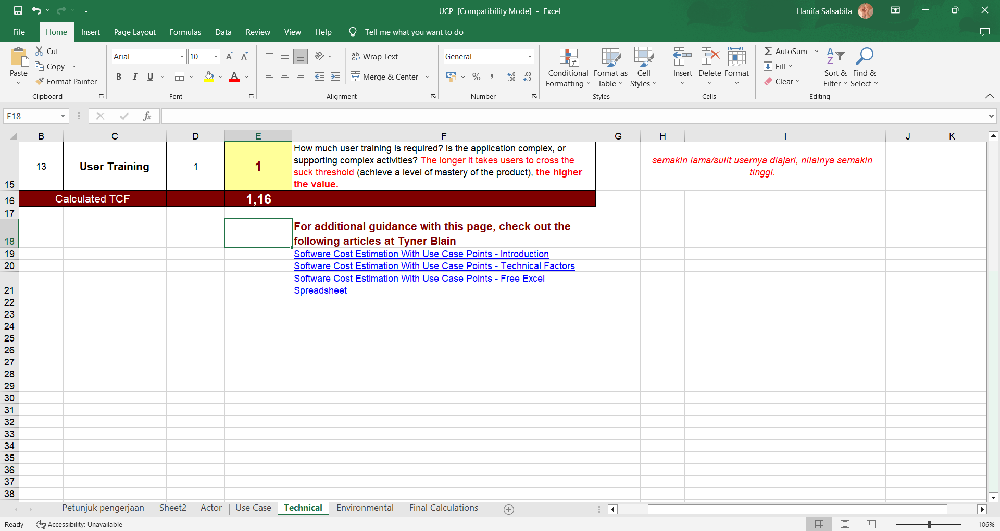 UCP [Compatibility Mode] - Excel
Hanifa Salsabila
File Home Insert Page Layout Formulas Data Review View Help Tell me what you want to do
Paste
Cut
Copy
Format Painter
Clipboard
Arial 10
B I U
Font
Wrap Text
Merge & Center
Alignment
General
Number
Conditional Formatting
Format as Table
Cell Styles
Styles
Insert
Delete
Format
Cells
AutoSum
Fill
Clear
Sort & Filter
Find & Select
Editing
E18
fx
B C D E F G H I J K
15
13
User Training
1
1
How much user training is required? Is the application complex, or
supporting complex activities? The longer it takes users to cross the
suck threshold (achieve a level of mastery of the product), the higher
the value.
semakin lama/sulit usernya diajari, nilainya semakin
tinggi.
16 Calculated TCF 1,16
17
18
For additional guidance with this page, check out the
following articles at Tyner Blain
19 Software Cost Estimation With Use Case Points - Introduction
20 Software Cost Estimation With Use Case Points - Technical Factors
21 Software Cost Estimation With Use Case Points - Free Excel
Spreadsheet
22
23
24
25
26
27
28
29
30
31
32
33
34
35
36
37
38
Petunjuk pengerjaan Sheet2 Actor Use Case Technical Environmental Final Calculations
Ready Accessibility: Unavailable 106%